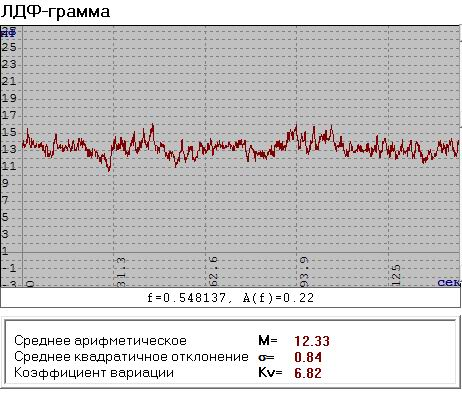 ЛДФ-грамма
пф
25
23
21
19
17
15
13
11
9
7
5
3
1
-1
-3
0
31.3
62.6
93.9
125
сек
f=0.548137, A(f)=0.22
Среднее арифметическое M= 12.33
Среднее квадратичное отклонение σ= 0.84
Коэффициент вариации Kv= 6.82